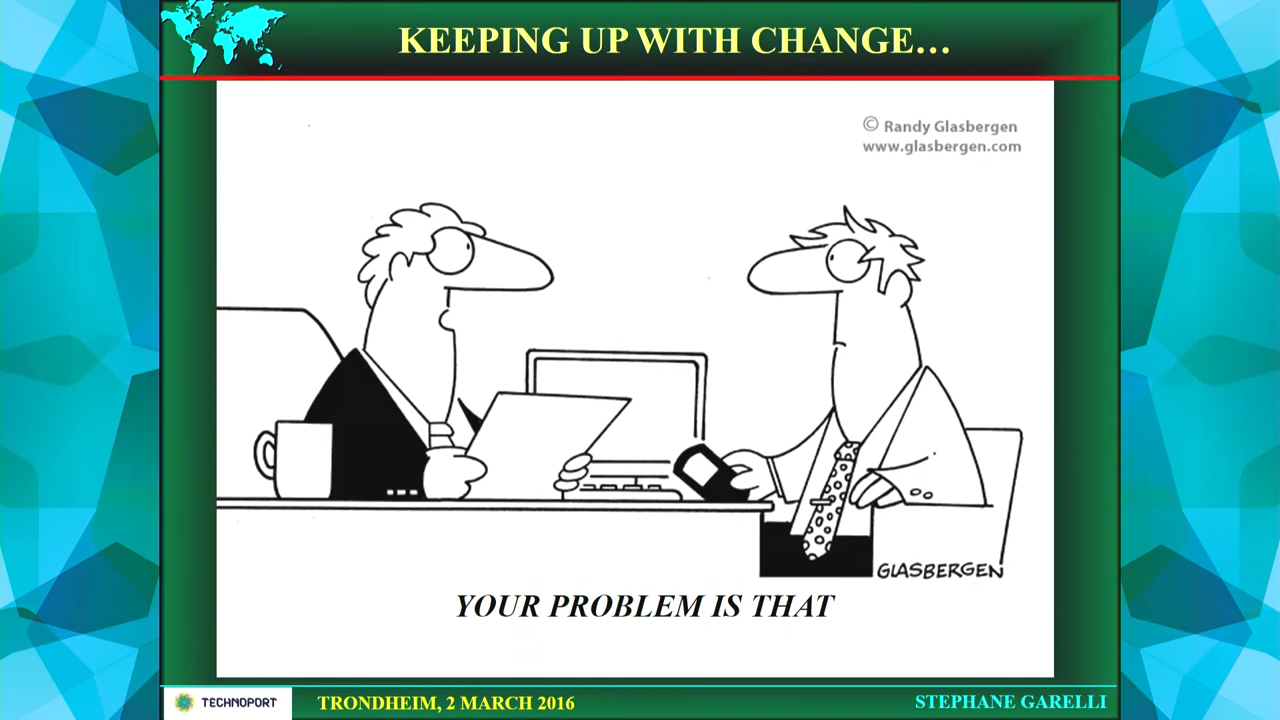 KEEPING UP WITH CHANGE...
© Randy Glasbergen
www.glasbergen.com
GLASBERGEN
YOUR PROBLEM IS THAT
TECHNOPORT
TRONDHEIM, 2 MARCH 2016
STEPHANE GARELLI